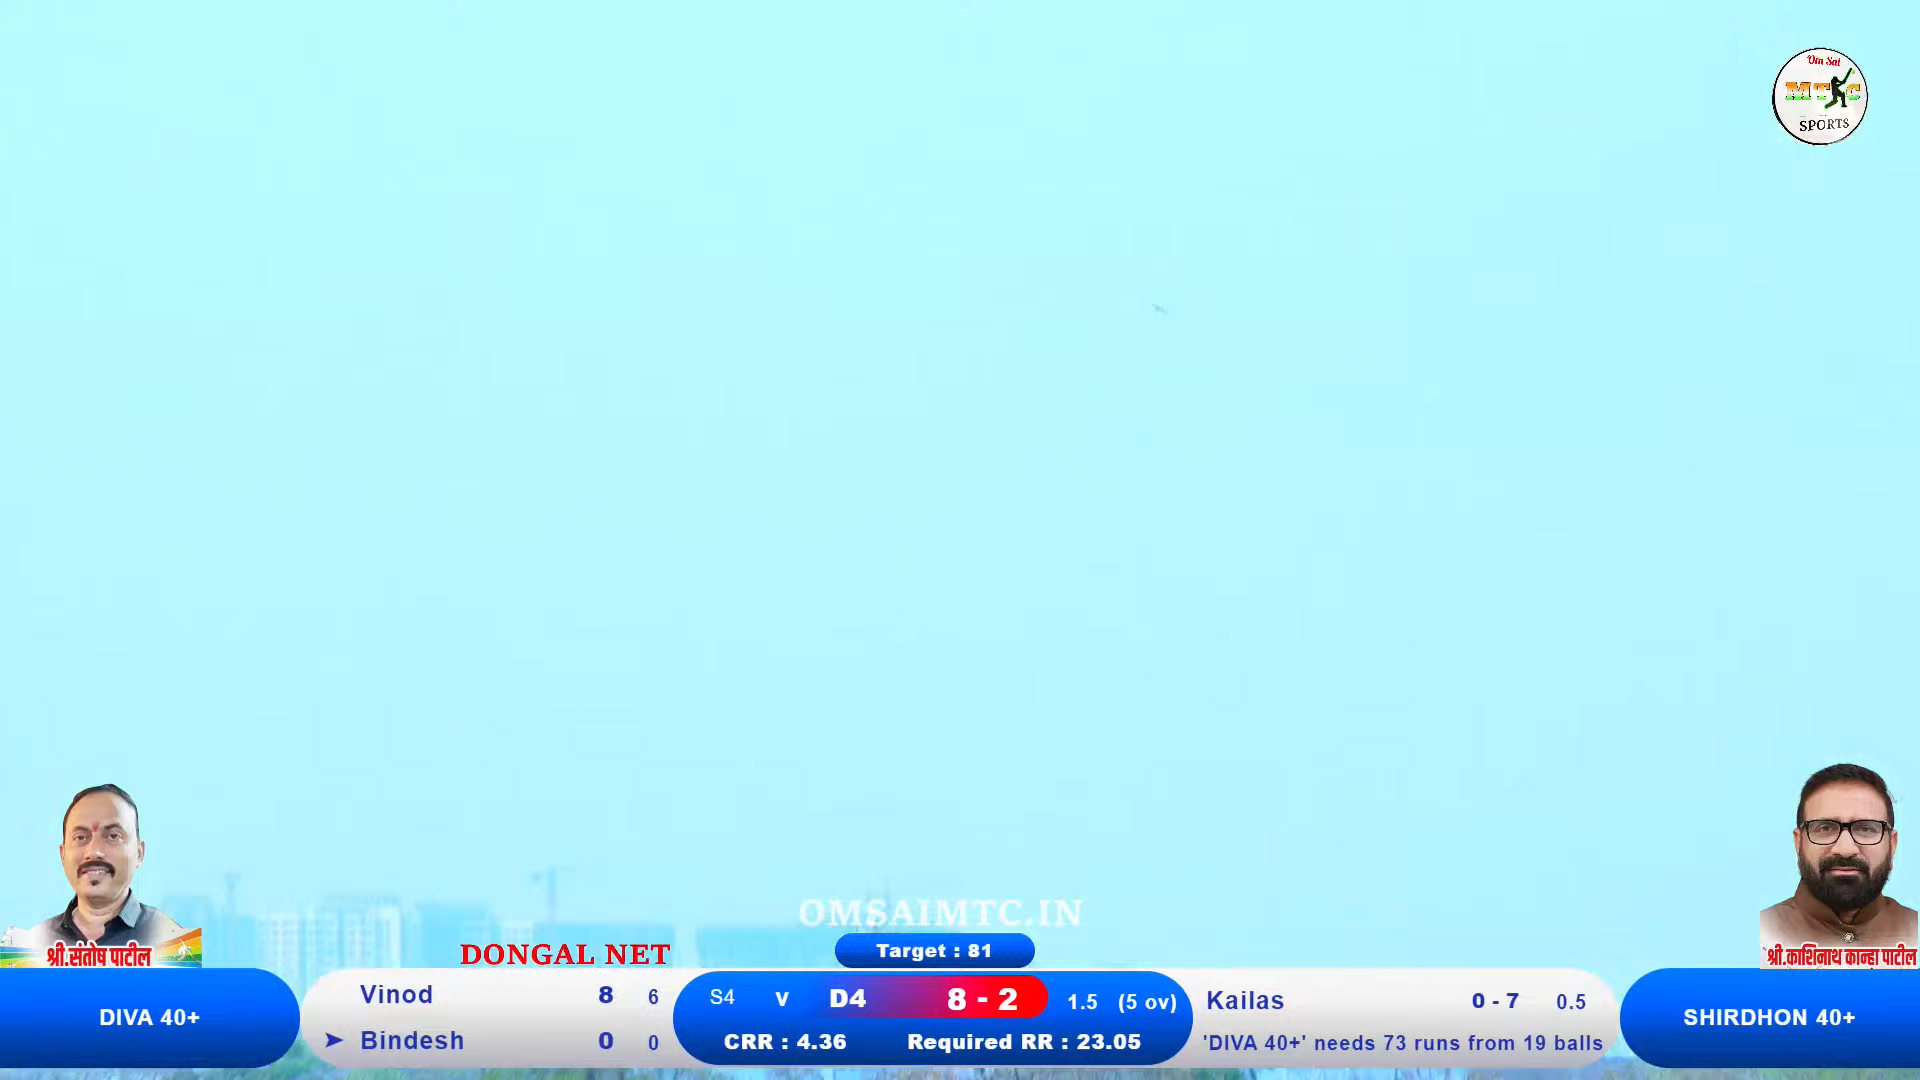 Om Sai
MTCC
SPORTS
OMSAIMTC.IN
श्री.संतोष पाटील
DONGAL NET
Target : 81
श्री.काशिनाथ कान्हा पाटील
DIVA 40+
Vinod 8 6
➤ Bindesh 0 0
S4 v D4 8 - 2 1.5 (5 ov)
CRR : 4.36 Required RR : 23.05
Kailas 0 - 7 0.5
'DIVA 40+' needs 73 runs from 19 balls
SHIRDHON 40+